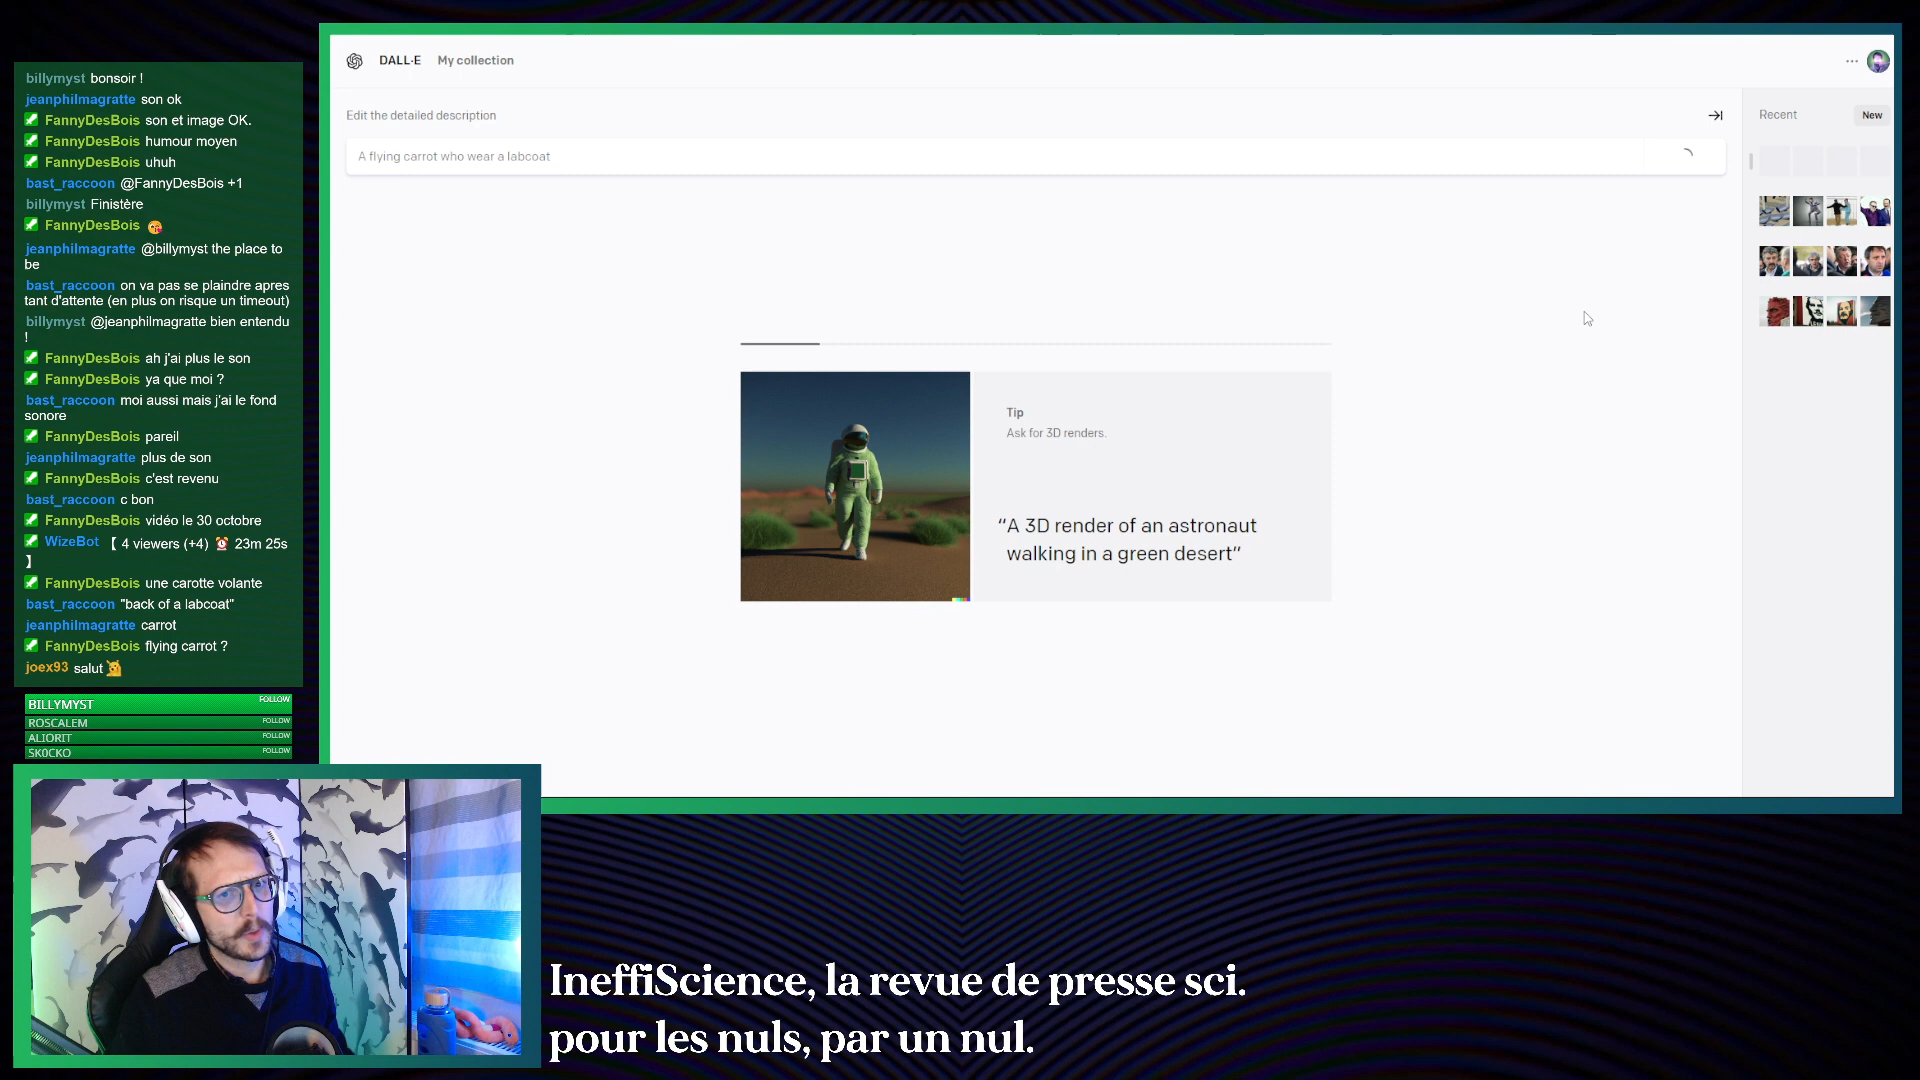 billymyst bonsoir !
jeanphilmagratte son ok
FannyDesBois son et image OK.
FannyDesBois humour moyen
FannyDesBois uhuh
bast_raccoon @FannyDesBois +1
billymyst Finistère
FannyDesBois
jeanphilmagratte @billymyst the place to
be
bast_raccoon on va pas se plaindre apres
tant d'attente (en plus on risque un timeout)
billymyst @jeanphilmagratte bien entendu
!
FannyDesBois ah j'ai plus le son
FannyDesBois ya que moi ?
bast_raccoon moi aussi mais j'ai le fond
sonore
FannyDesBois pareil
jeanphilmagratte plus de son
FannyDesBois c'est revenu
bast_raccoon c bon
FannyDesBois vidéo le 30 octobre
WizeBot 【 4 viewers (+4) ⏰ 23m 25s
】
FannyDesBois une carotte volante
bast_raccoon "back of a labcoat"
jeanphilmagratte carrot
FannyDesBois flying carrot ?
joex93 salut
BILLYMYST FOLLOW
ROSCALEM FOLLOW
ALIORIT FOLLOW
SK0CKO FOLLOW
DALL·E My collection
Edit the detailed description
A flying carrot who wear a labcoat
Recent New
Tip
Ask for 3D renders.
“A 3D render of an astronaut
walking in a green desert“
IneffiScience, la revue de presse sci.
pour les nuls, par un nul.